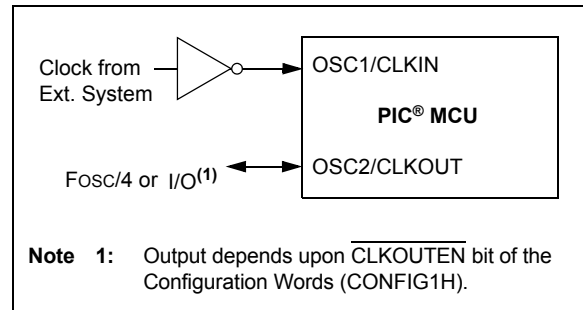 Clock from
Ext. System
OSC1/CLKIN
PIC® MCU
FOSC/4 or I/O(1)
OSC2/CLKOUT
Note 1: Output depends upon CLKOUTEN bit of the
Configuration Words (CONFIG1H).